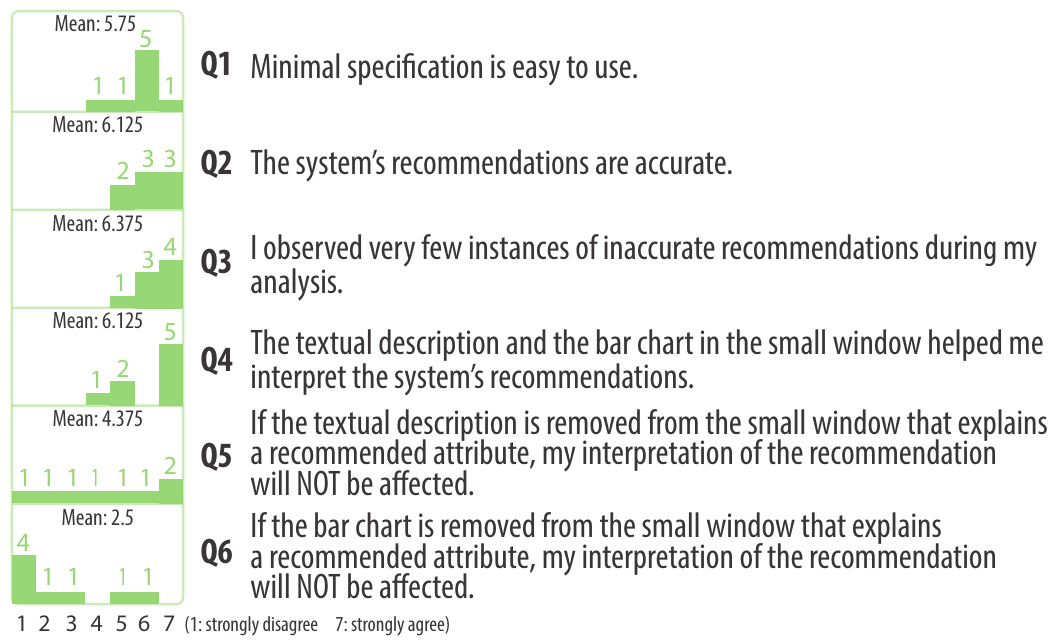 Mean: 5.75
5
1 1 1
Q1 Minimal specification is easy to use.
Mean: 6.125
2 3 3
Q2 The system's recommendations are accurate.
Mean: 6.375
1 3 4
Q3 I observed very few instances of inaccurate recommendations during my
analysis.
Mean: 6.125
1 2 5
Q4 The textual description and the bar chart in the small window helped me
interpret the system's recommendations.
Mean: 4.375
1 1 1 1 1 1 2
Q5 If the textual description is removed from the small window that explains
a recommended attribute, my interpretation of the recommendation
will NOT be affected.
Mean: 2.5
4 1 1 1 1
Q6 If the bar chart is removed from the small window that explains
a recommended attribute, my interpretation of the recommendation
will NOT be affected.
1 2 3 4 5 6 7 (1: strongly disagree 7: strongly agree)